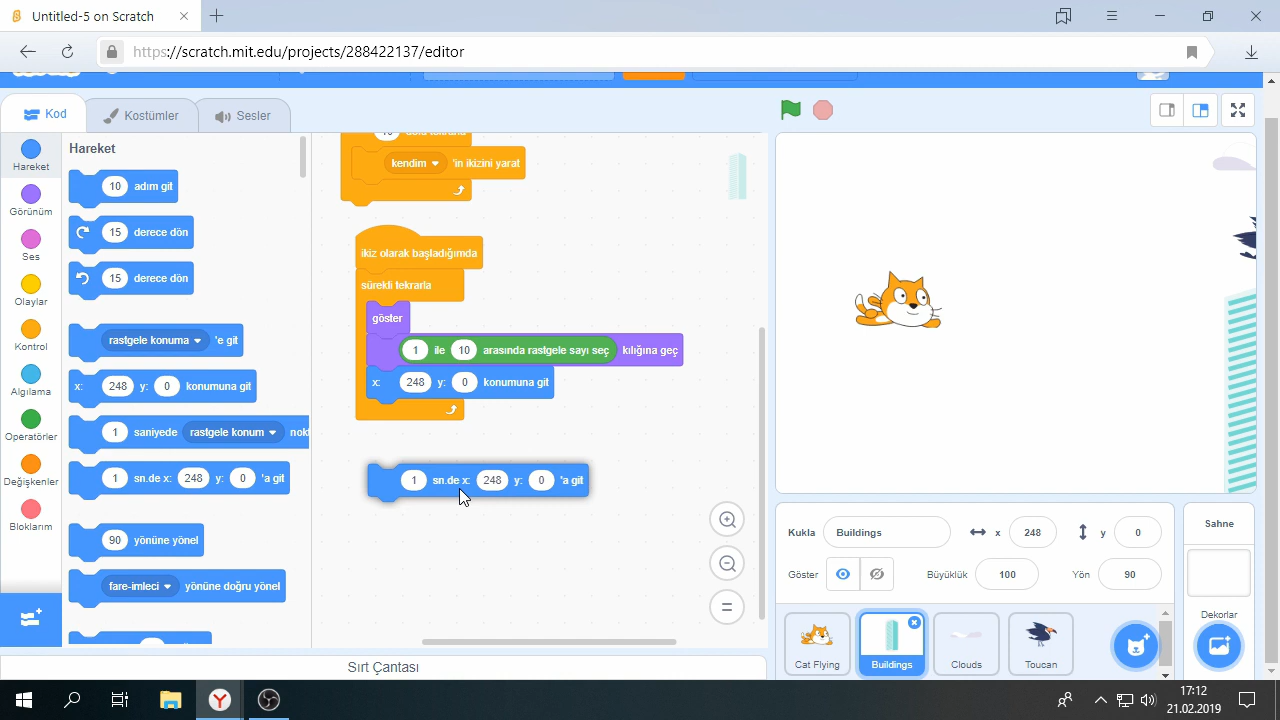 Untitled-5 on Scratch
https://scratch.mit.edu/projects/288422137/editor
Kod
Kostümler
Sesler
Hareket
Görünüm
Ses
Olaylar
Kontrol
Algılama
Operatörler
Değişkenler
Bloklarım
Hareket
10 adım git
15 derece dön
15 derece dön
rastgele konuma 'e git
x: 248 y: 0 konumuna git
1 saniyede rastgele konum
1 sn.de x: 248 y: 0 'a git
90 yönüne yönel
fare-imleci yönüne doğru yönel
kendim 'in ikizini yarat
ikiz olarak başladığımda
sürekli tekrarla
göster
1 ile 10 arasında rastgele sayı seç kılığına geç
x: 248 y: 0 konumuna git
1 sn.de x: 248 y: 0 'a git
Sırt Çantası
Kukla Buildings x 248 y 0
Göster Büyüklük 100 Yön 90
Cat Flying
Buildings
Clouds
Toucan
Sahne
Dekorlar
17:12
21.02.2019